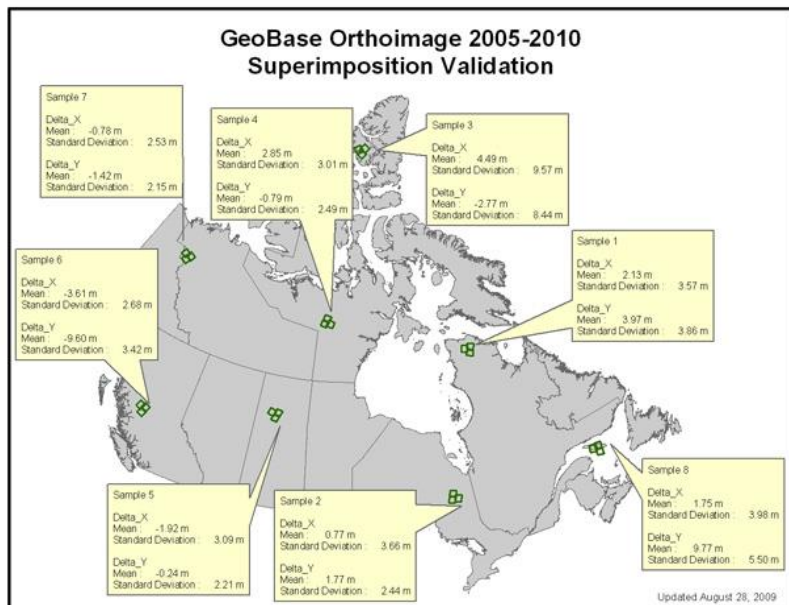 GeoBase Orthoimage 2005-2010
Superimposition Validation
Sample 7
Delta_X
Mean : -0.78 m
Standard Deviation : 2.53 m
Delta_Y
Mean : -1.42 m
Standard Deviation : 2.15 m
Sample 4
Delta_X
Mean : 2.85 m
Standard Deviation : 3.01 m
Delta_Y
Mean : -0.79 m
Standard Deviation : 2.49 m
Sample 3
Delta_X
Mean : 4.49 m
Standard Deviation : 9.57 m
Delta_Y
Mean : -2.77 m
Standard Deviation : 8.44 m
Sample 6
Delta_X
Mean : -3.61 m
Standard Deviation : 2.68 m
Delta_Y
Mean : -9.60 m
Standard Deviation : 3.42 m
Sample 1
Delta_X
Mean : 2.13 m
Standard Deviation : 3.57 m
Delta_Y
Mean : 3.97 m
Standard Deviation : 3.86 m
Sample 5
Delta_X
Mean : -1.92 m
Standard Deviation : 3.09 m
Delta_Y
Mean : -0.24 m
Standard Deviation : 2.21 m
Sample 2
Delta_X
Mean : 0.77 m
Standard Deviation : 3.66 m
Delta_Y
Mean : 1.77 m
Standard Deviation : 2.44 m
Sample 8
Delta_X
Mean : 1.75 m
Standard Deviation : 3.98 m
Delta_Y
Mean : 9.77 m
Standard Deviation : 5.50 m
Updated August 28, 2009